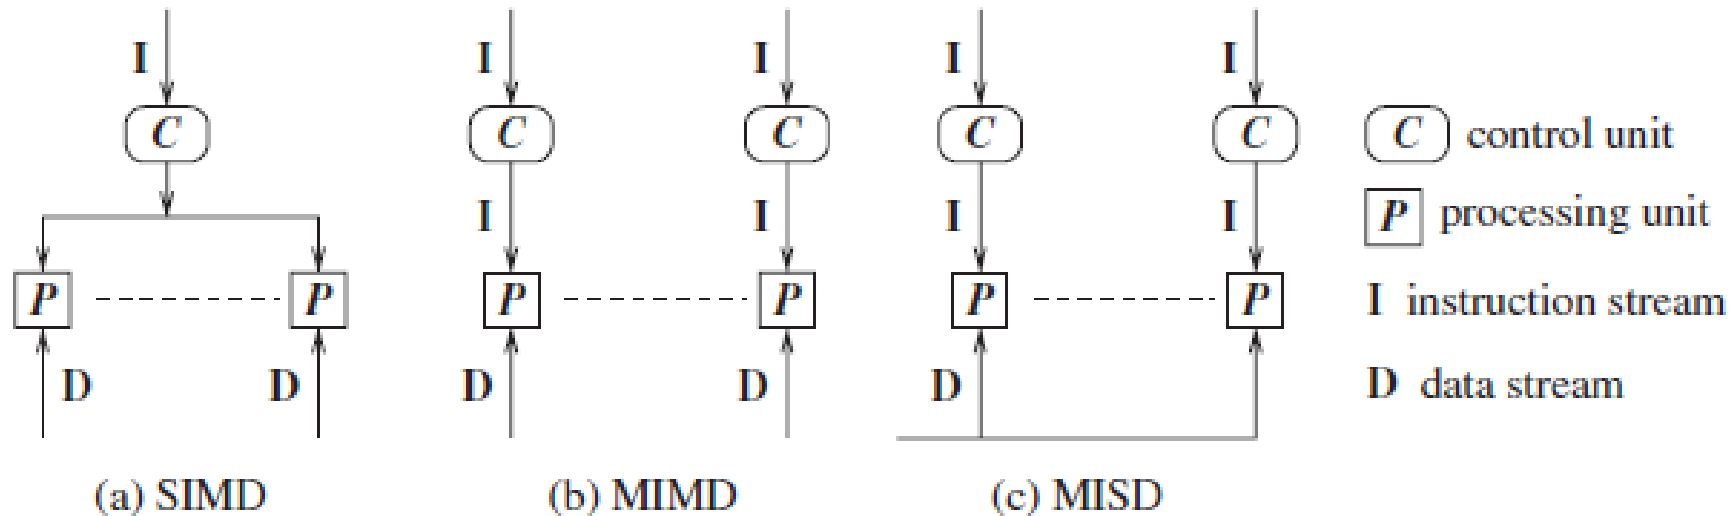 I I I I I
C C C C C C control unit
I I I I P processing unit
P P P P P P I instruction stream
D D D D D D data stream
(a) SIMD (b) MIMD (c) MISD